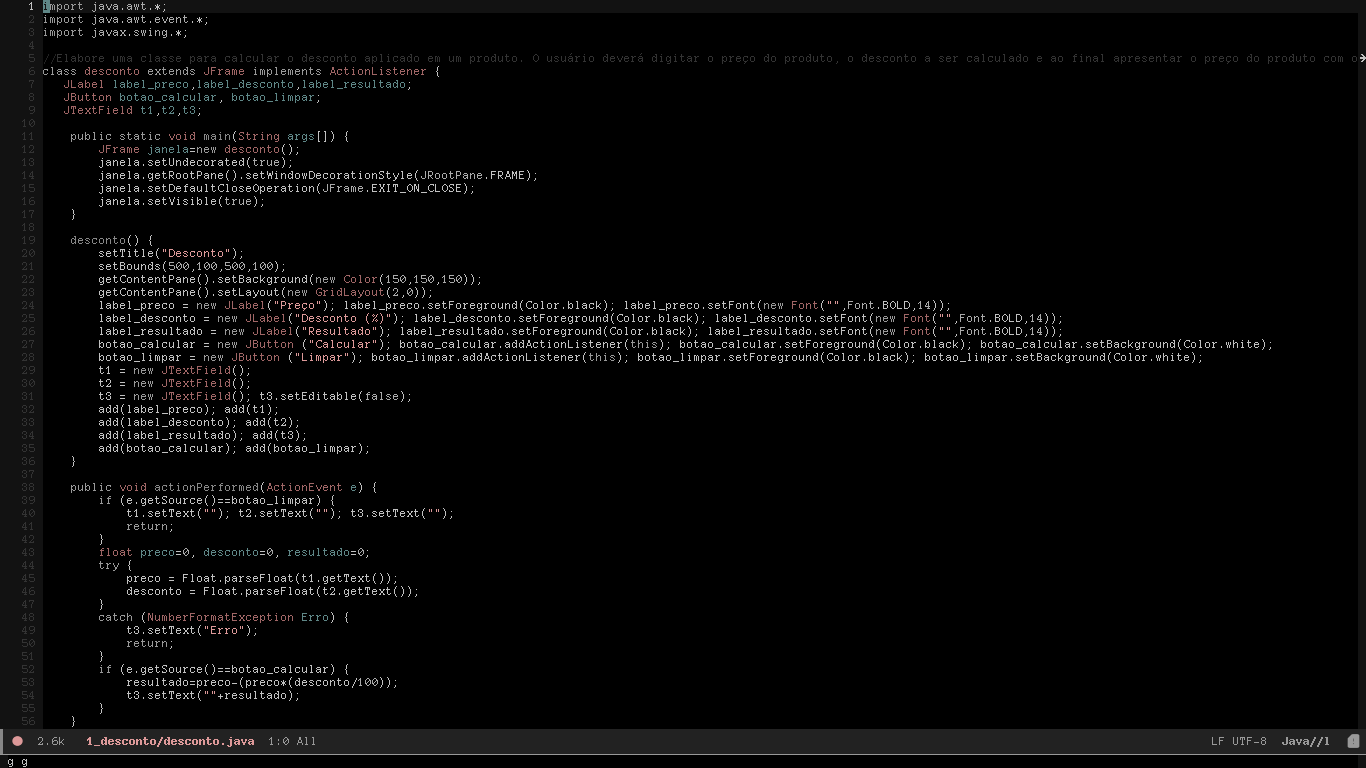 1 import java.awt.*;
2 import java.awt.event.*;
3 import javax.swing.*;
4
5 //Elabore uma classe para calcular o desconto aplicado em um produto. O usuário deverá digitar o preço do produto, o desconto a ser calculado e ao final apresentar o preço do produto com o
6 class desconto extends JFrame implements ActionListener {
7    JLabel label_preco,label_desconto,label_resultado;
8    JButton botao_calcular, botao_limpar;
9    JTextField t1,t2,t3;
10
11     public static void main(String args[]) {
12         JFrame janela=new desconto();
13         janela.setUndecorated(true);
14         janela.getRootPane().setWindowDecorationStyle(JRootPane.FRAME);
15         janela.setDefaultCloseOperation(JFrame.EXIT_ON_CLOSE);
16         janela.setVisible(true);
17     }
18
19     desconto() {
20         setTitle("Desconto");
21         setBounds(500,100,500,100);
22         getContentPane().setBackground(new Color(150,150,150));
23         getContentPane().setLayout(new GridLayout(2,0));
24         label_preco = new JLabel("Preço"); label_preco.setForeground(Color.black); label_preco.setFont(new Font("",Font.BOLD,14));
25         label_desconto = new JLabel("Desconto (%)"); label_desconto.setForeground(Color.black); label_desconto.setFont(new Font("",Font.BOLD,14));
26         label_resultado = new JLabel("Resultado"); label_resultado.setForeground(Color.black); label_resultado.setFont(new Font("",Font.BOLD,14));
27         botao_calcular = new JButton ("Calcular"); botao_calcular.addActionListener(this); botao_calcular.setForeground(Color.black); botao_calcular.setBackground(Color.white);
28         botao_limpar = new JButton ("Limpar"); botao_limpar.addActionListener(this); botao_limpar.setForeground(Color.black); botao_limpar.setBackground(Color.white);
29         t1 = new JTextField();
30         t2 = new JTextField();
31         t3 = new JTextField(); t3.setEditable(false);
32         add(label_preco); add(t1);
33         add(label_desconto); add(t2);
34         add(label_resultado); add(t3);
35         add(botao_calcular); add(botao_limpar);
36     }
37
38     public void actionPerformed(ActionEvent e) {
39         if (e.getSource()==botao_limpar) {
40             t1.setText(""); t2.setText(""); t3.setText("");
41             return;
42         }
43         float preco=0, desconto=0, resultado=0;
44         try {
45             preco = Float.parseFloat(t1.getText());
46             desconto = Float.parseFloat(t2.getText());
47         }
48         catch (NumberFormatException Erro) {
49             t3.setText("Erro");
50             return;
51         }
52         if (e.getSource()==botao_calcular) {
53             resultado=preco-(preco*(desconto/100));
54             t3.setText(""+resultado);
55         }
56     }
2.6k 1_desconto/desconto.java 1:0 All LF UTF-8 Java//l
g g